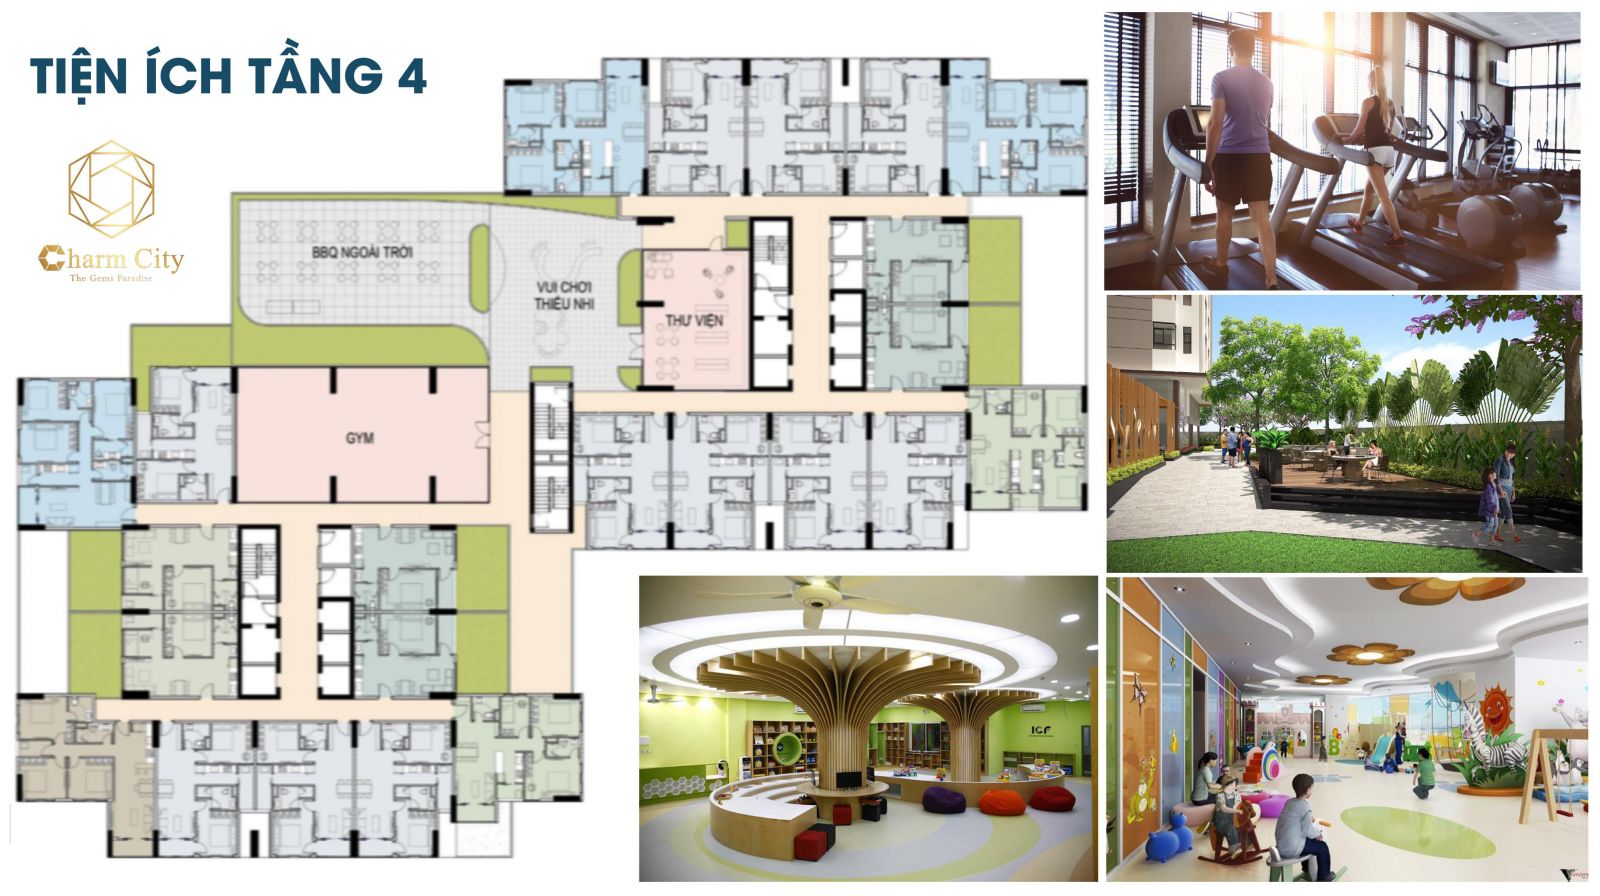 TIỆN ÍCH TẦNG 4
Charm City
The Gems Paradise
BBQ NGOÀI TRỜI
VUI CHƠI
THIẾU NHI
THƯ VIỆN
GYM
ICF